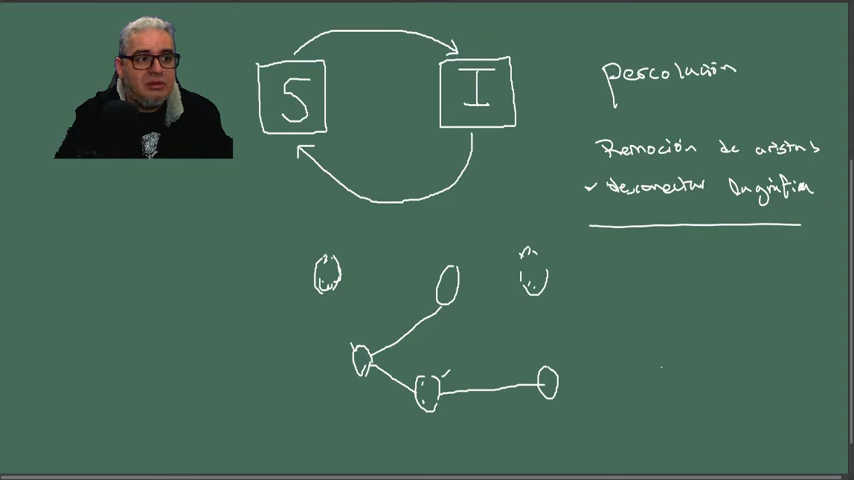 S
I
percolación
Remoción de aristas
desconectar la gráfica